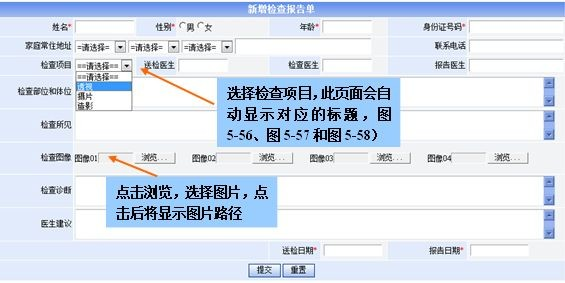 新增检查报告单
姓名* 性别* 男 女 年龄* 身份证号码*
家庭常住地址 =请选择= =请选择= =请选择= 联系电话
检查项目 ==请选择== 送检医生 检查医生 报告医生
==请选择==
透视
摄片
造影
检查部位和体位
选择检查项目，此页面会自
动显示对应的标题，图
5-56、图 5-57 和图 5-58）
检查所见
检查图像 图像01 浏览... 图像02 浏览... 图像03 浏览... 图像04 浏览...
检查诊断
点击浏览，选择图片，点
击后将显示图片路径
医生建议
送检日期* 报告日期*
提交 重置